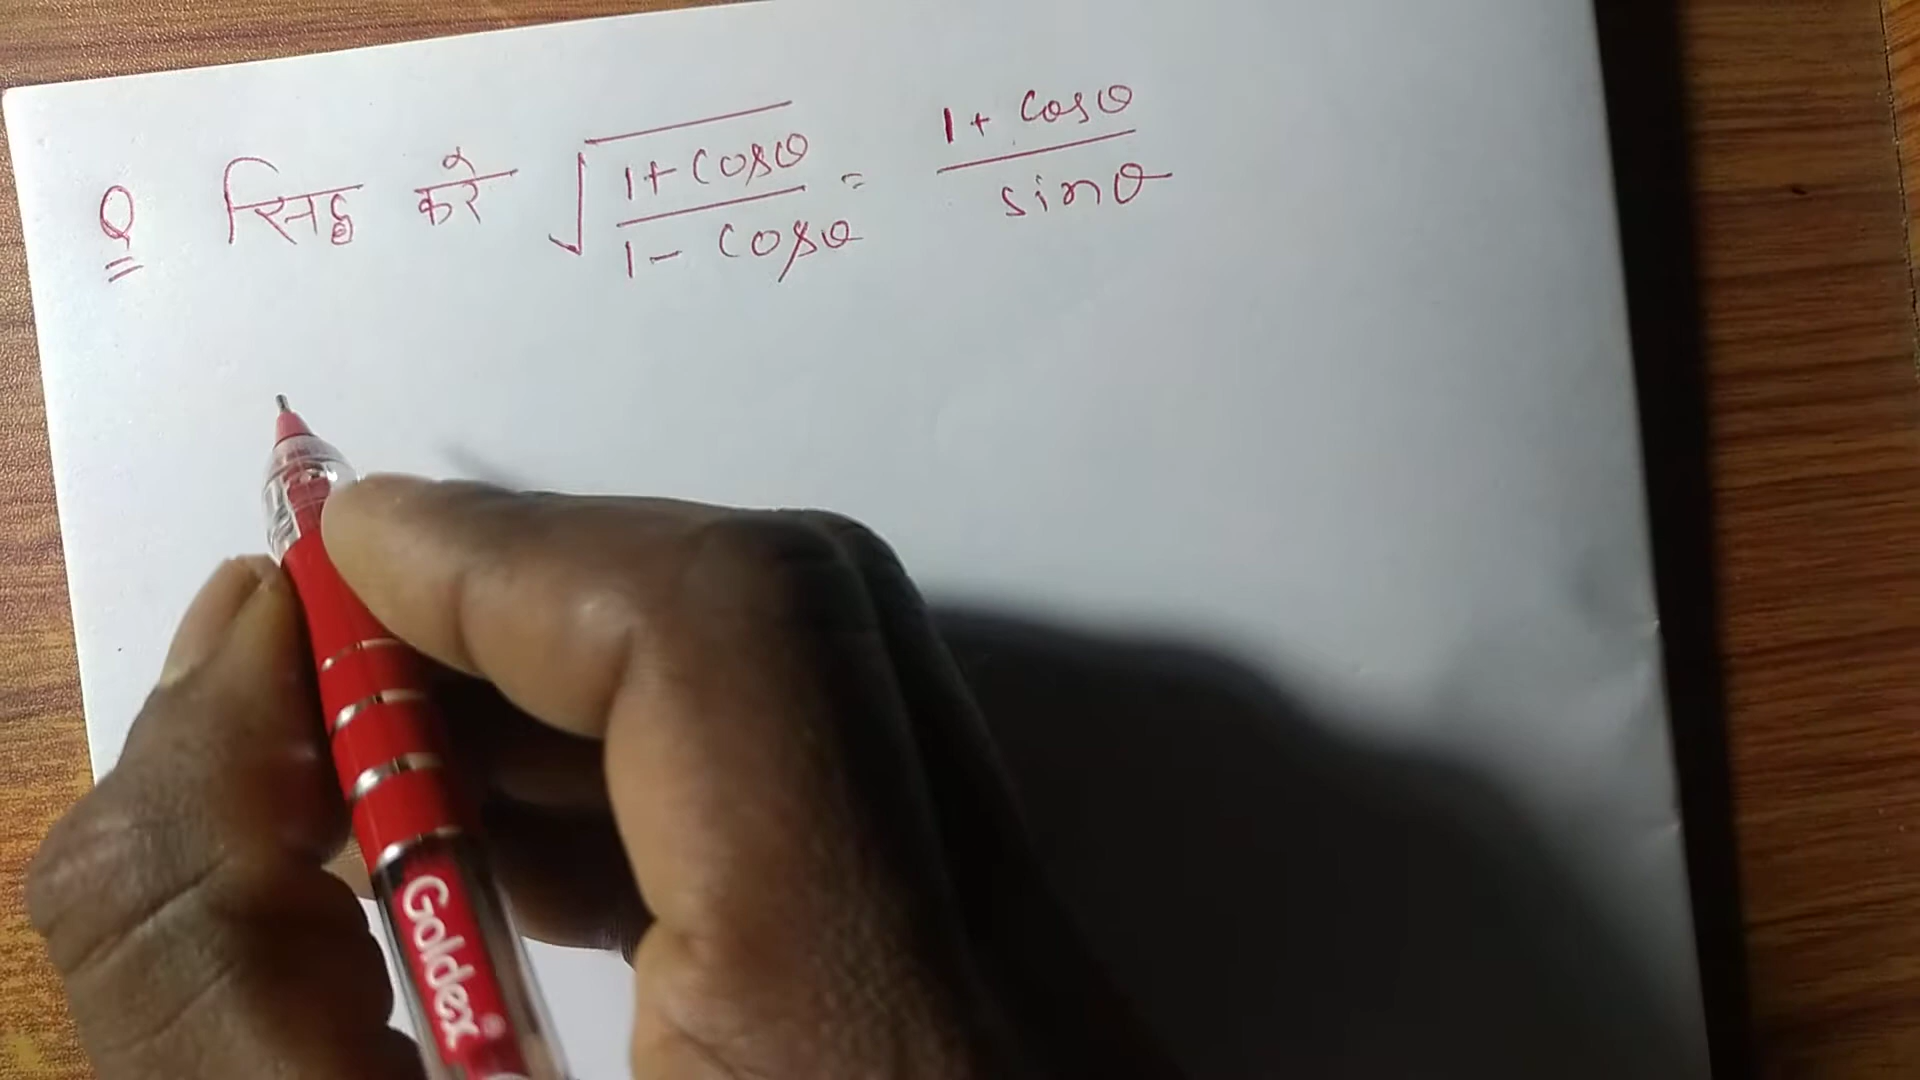 Q सिद्ध करे √(1+cosθ / 1-cosθ) = 1+cosθ / sinθ
Goldex